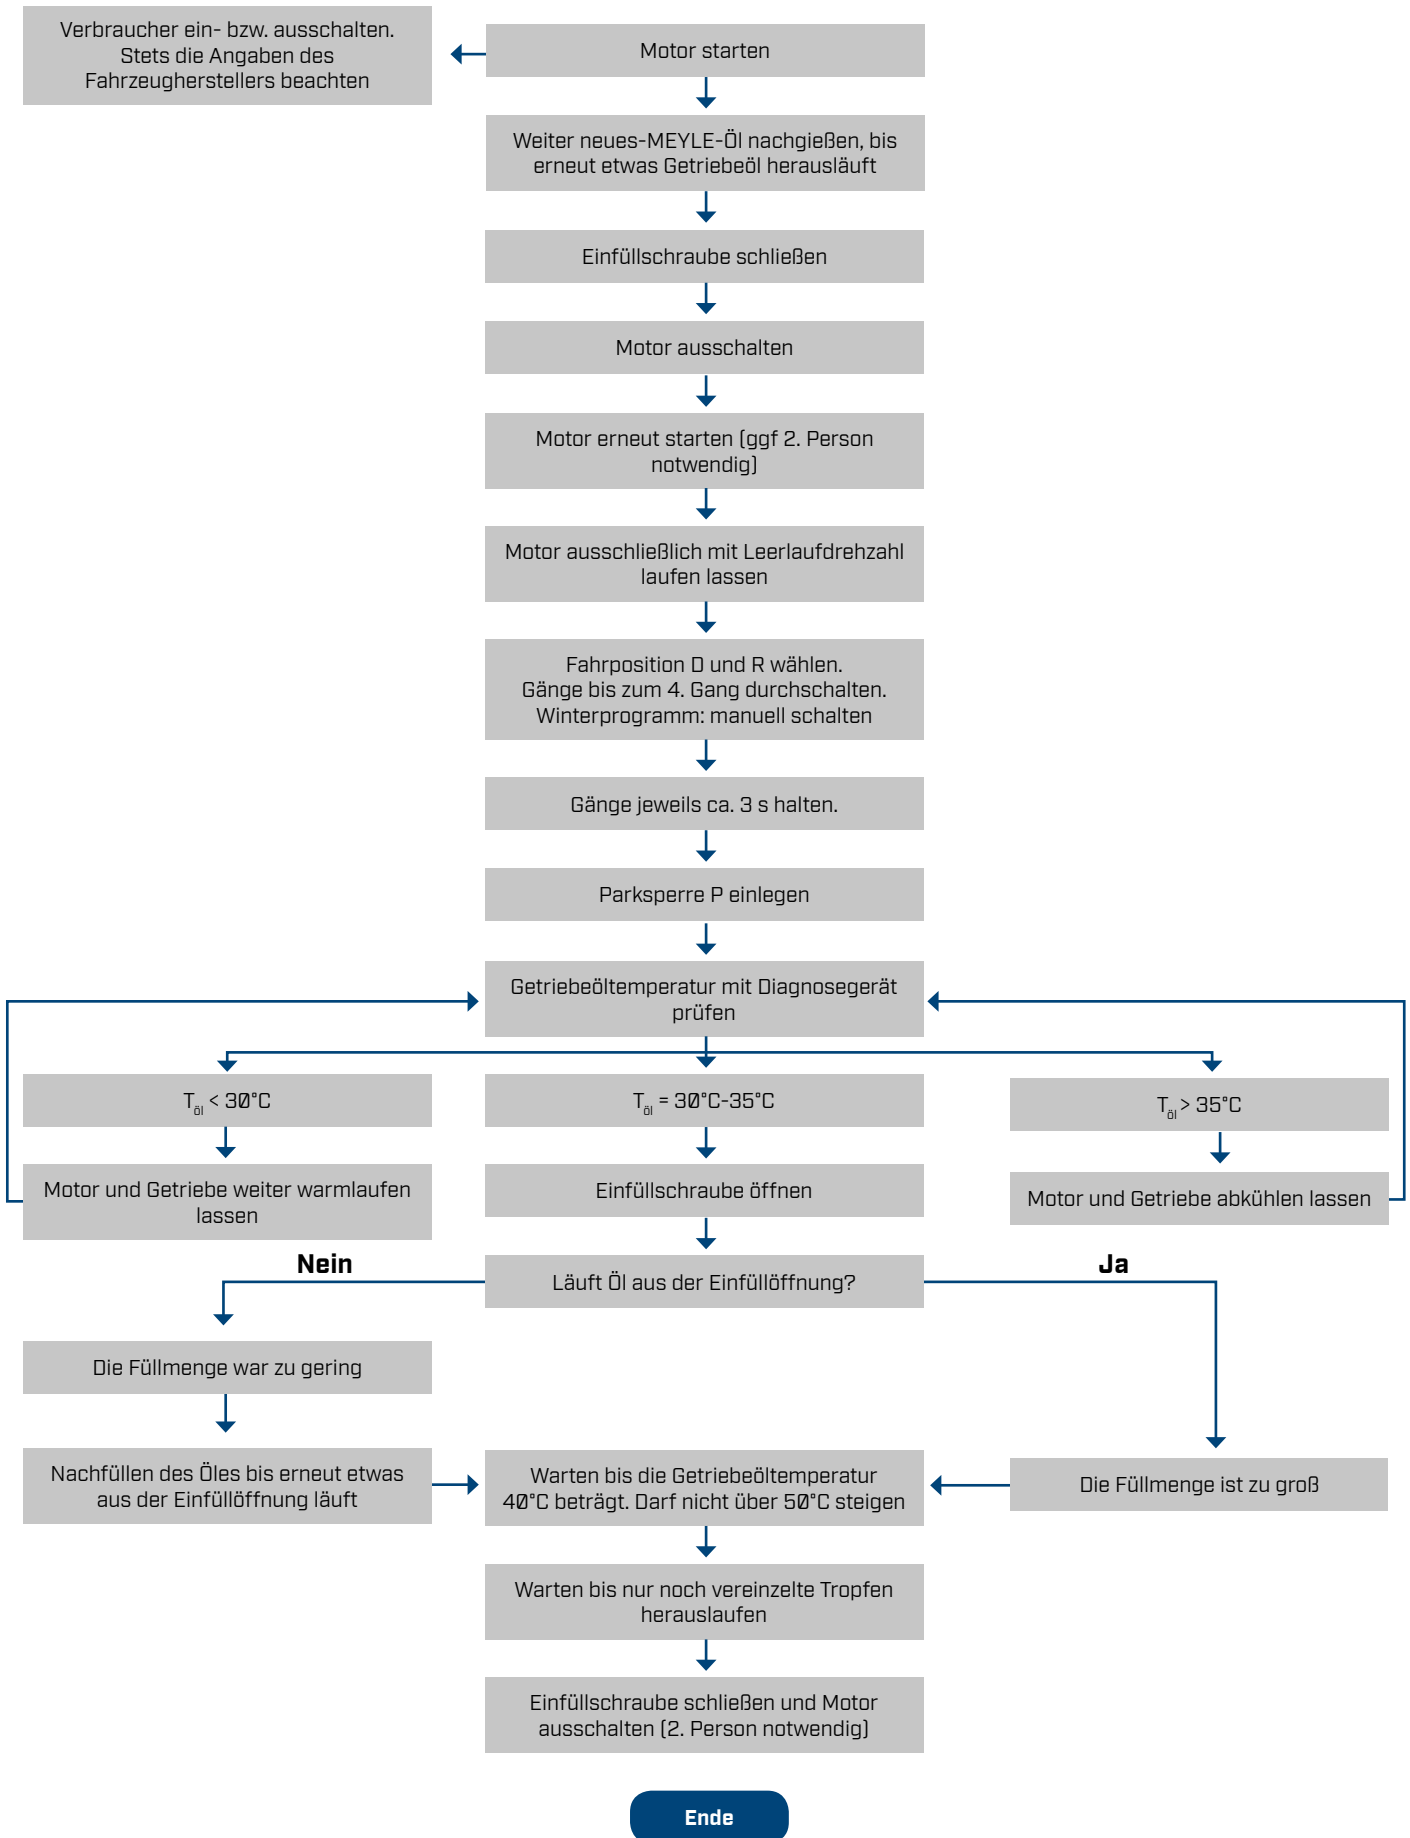 Verbraucher ein- bzw. ausschalten.
Stets die Angaben des
Fahrzeugherstellers beachten
Motor starten
Weiter neues-MEYLE-Öl nachgießen, bis
erneut etwas Getriebeöl herausläuft
Einfüllschraube schließen
Motor ausschalten
Motor erneut starten (ggf 2. Person
notwendig)
Motor ausschließlich mit Leerlaufdrehzahl
laufen lassen
Fahrposition D und R wählen.
Gänge bis zum 4. Gang durchschalten.
Winterprogramm: manuell schalten
Gänge jeweils ca. 3 s halten.
Parksperre P einlegen
Getriebeöltemperatur mit Diagnosegerät
prüfen
Töl < 30°C
Töl = 30°C-35°C
Töl > 35°C
Motor und Getriebe weiter warmlaufen
lassen
Einfüllschraube öffnen
Motor und Getriebe abkühlen lassen
Nein
Läuft Öl aus der Einfüllöffnung?
Ja
Die Füllmenge war zu gering
Nachfüllen des Öles bis erneut etwas
aus der Einfüllöffnung läuft
Warten bis die Getriebeöltemperatur
40°C beträgt. Darf nicht über 50°C steigen
Die Füllmenge ist zu groß
Warten bis nur noch vereinzelte Tropfen
herauslaufen
Einfüllschraube schließen und Motor
ausschalten (2. Person notwendig)
Ende